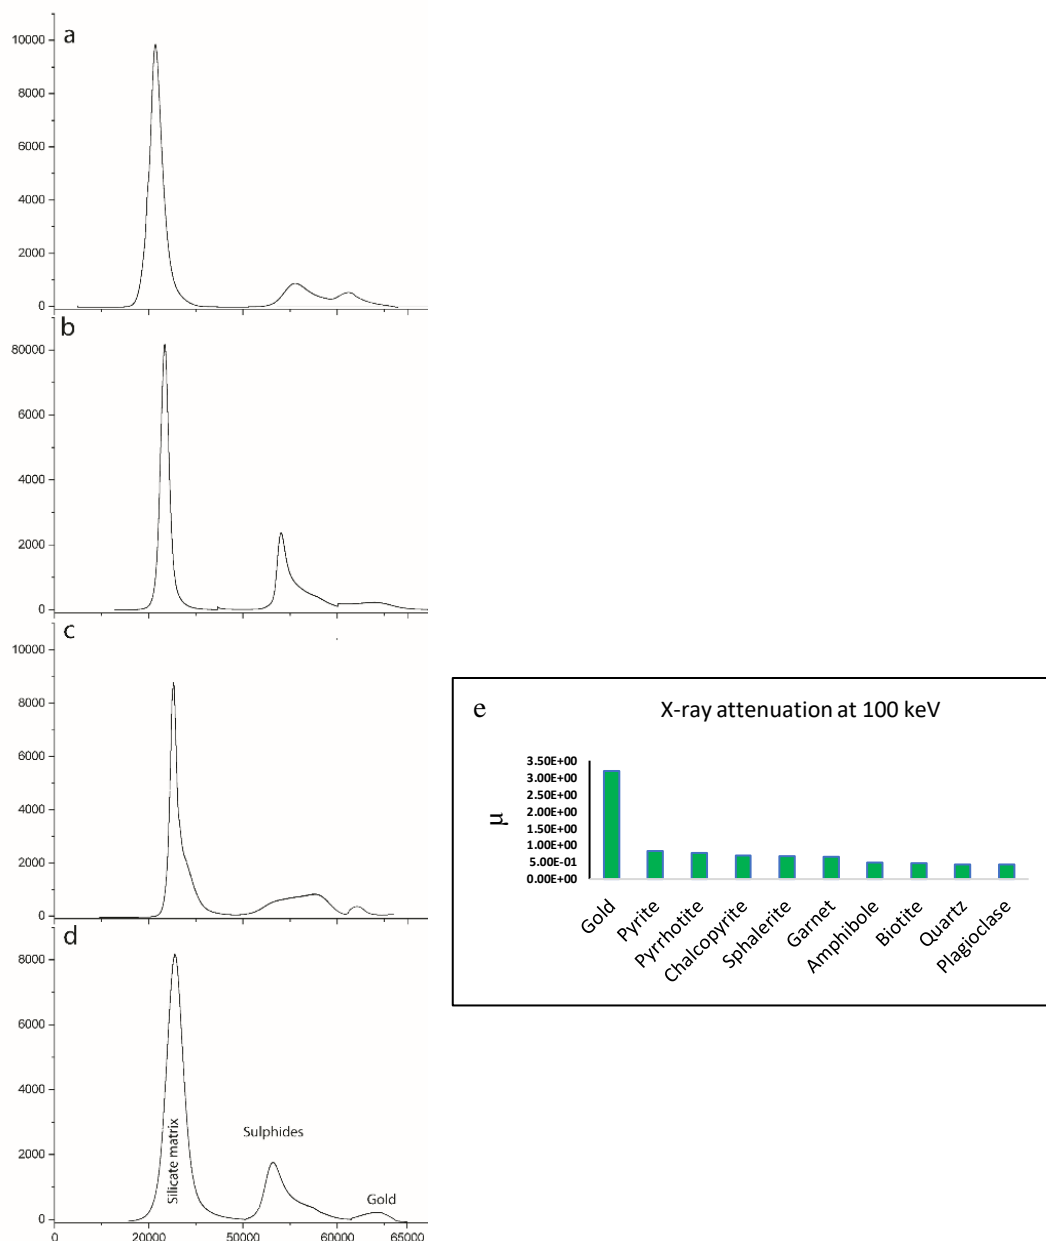 a
10000
8000
6000
4000
2000
0
b
80000
6000
4000
2000
0
c
10000
8000
6000
4000
2000
0
d
8000
6000
4000
2000
0
Silicate matrix
Sulphides
Gold
0 20000 50000 60000 65000
e X-ray attenuation at 100 keV
μ
3.50E+00
3.00E+00
2.50E+00
2.00E+00
1.50E+00
1.00E+00
5.00E-01
0.00E+00
Gold
Pyrite
Pyrrhotite
Chalcopyrite
Sphalerite
Garnet
Amphibole
Biotite
Quartz
Plagioclase